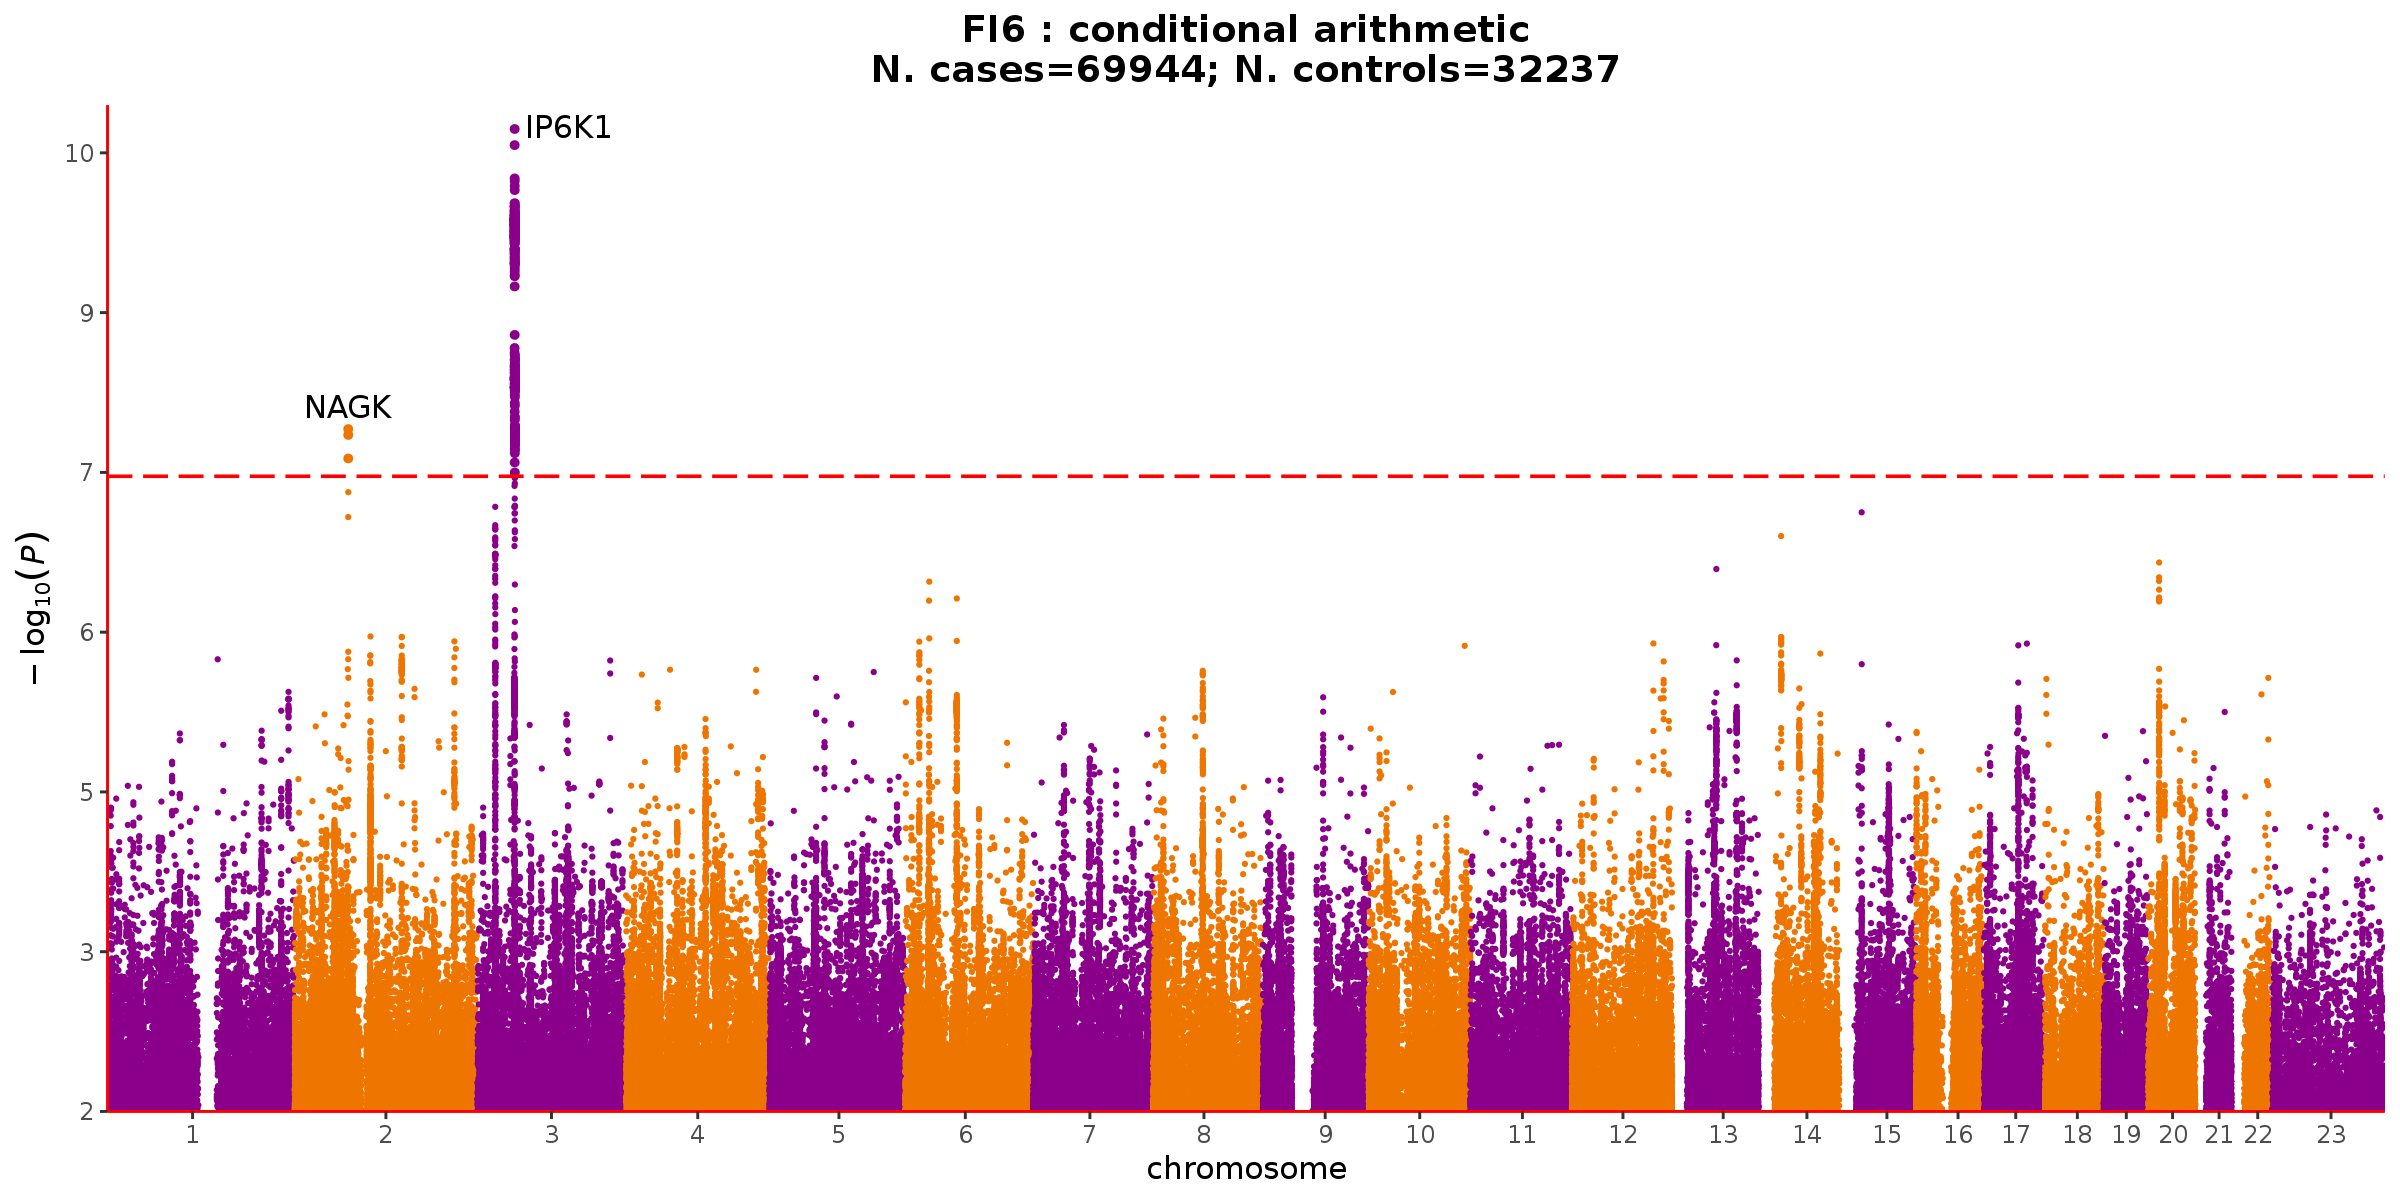 FI6 : conditional arithmetic
N. cases=69944; N. controls=32237
IP6K1
NAGK
10
9
7
6
5
3
2
−log10(P)
1 2 3 4 5 6 7 8 9 10 11 12 13 14 15 16 17 18 19 20 21 22 23
chromosome